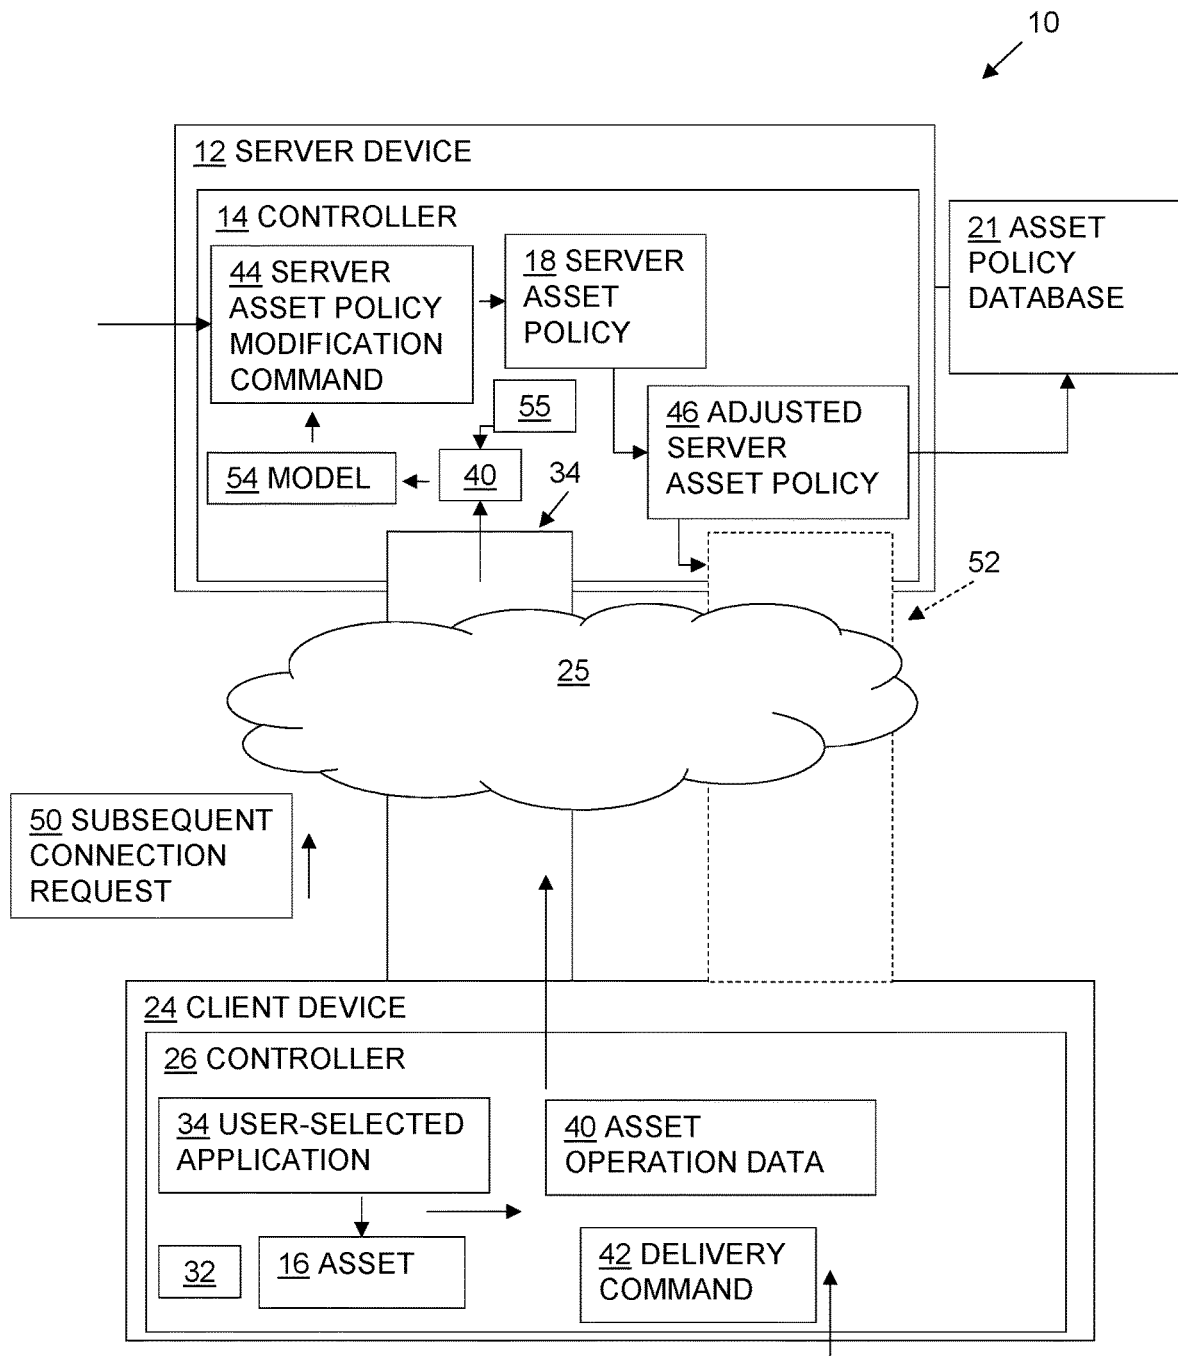 10
12 SERVER DEVICE
14 CONTROLLER
44 SERVER
ASSET POLICY
MODIFICATION
COMMAND
18 SERVER
ASSET
POLICY
21 ASSET
POLICY
DATABASE
55
46 ADJUSTED
SERVER
ASSET POLICY
54 MODEL
40
34
52
25
50 SUBSEQUENT
CONNECTION
REQUEST
24 CLIENT DEVICE
26 CONTROLLER
34 USER-SELECTED
APPLICATION
40 ASSET
OPERATION DATA
32
16 ASSET
42 DELIVERY
COMMAND